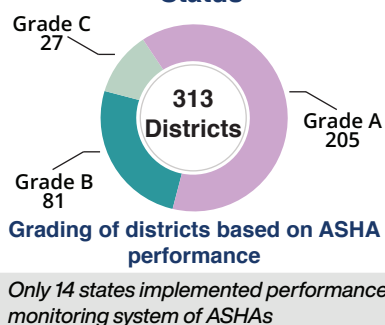 Status
Grade C
27
313
Districts
Grade A
205
Grade B
81
Grading of districts based on ASHA
performance
Only 14 states implemented performance
monitoring system of ASHAs